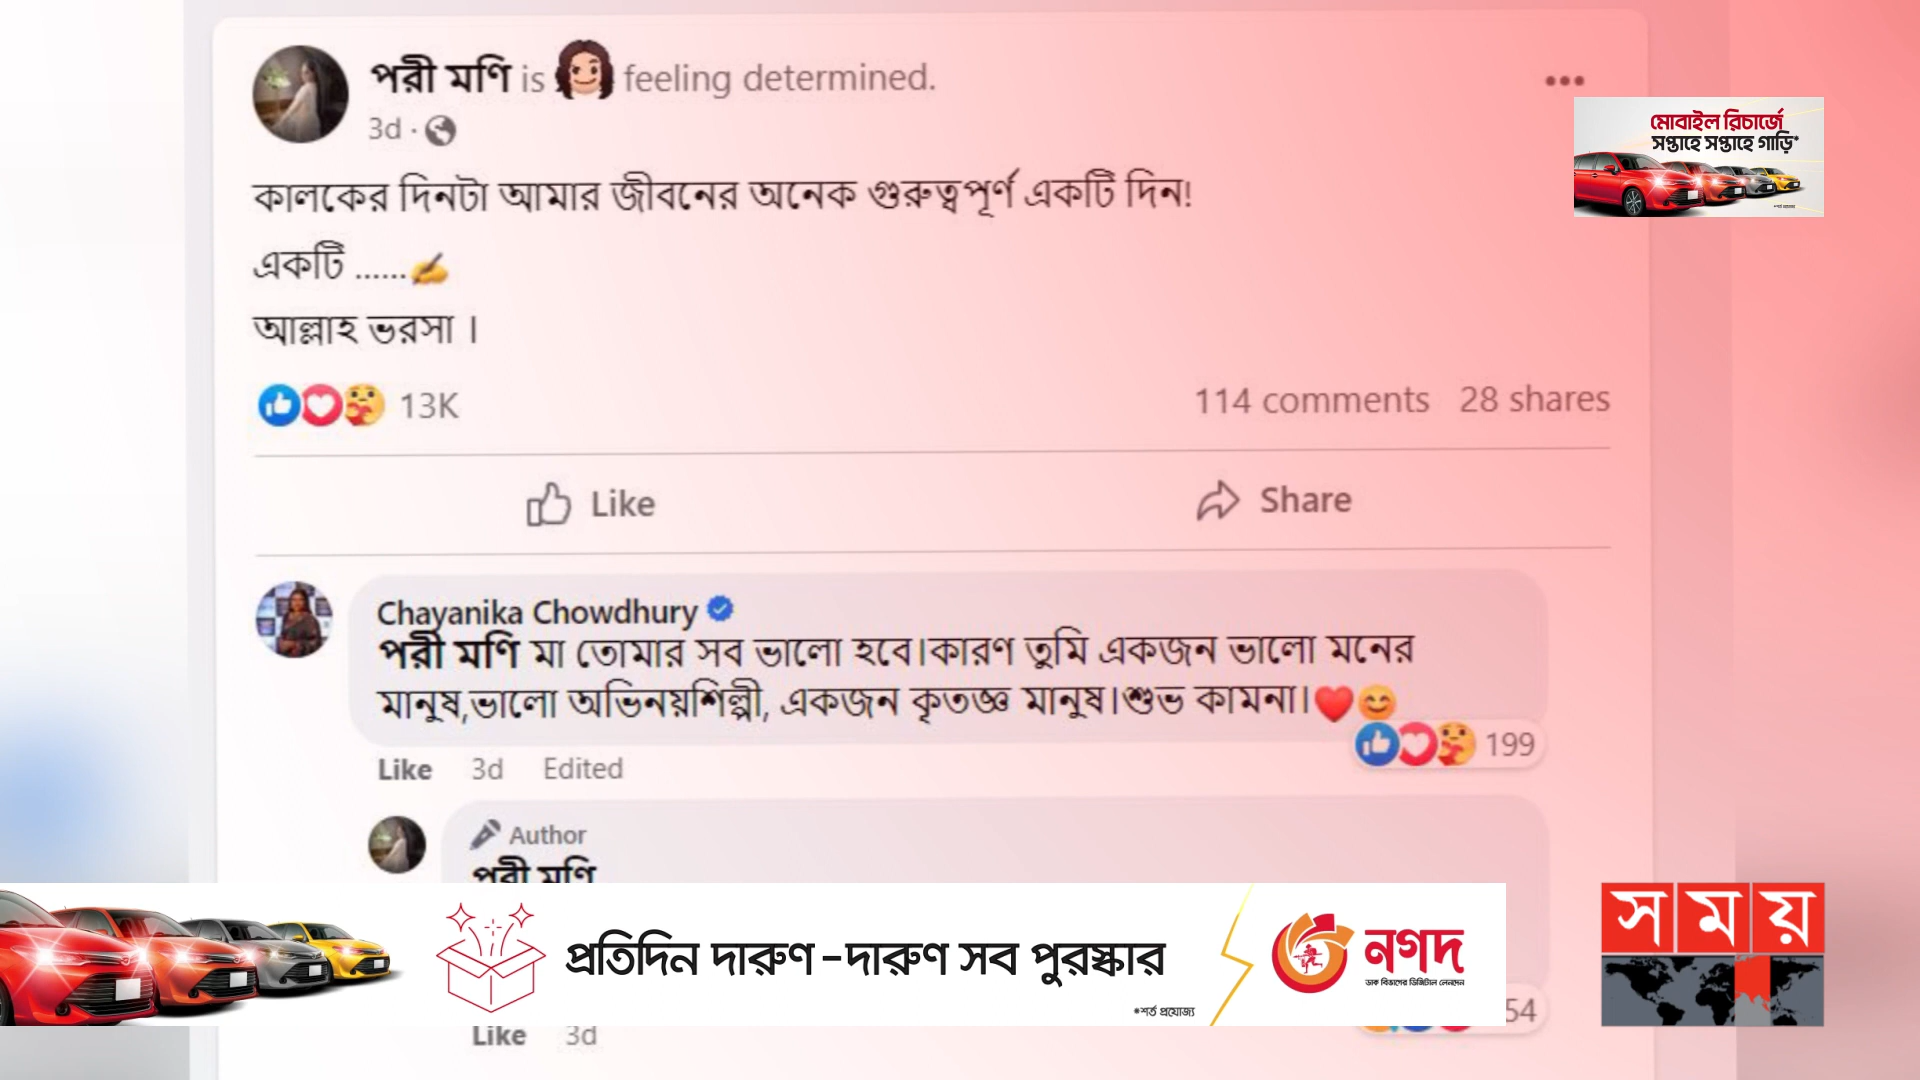 পরী মণি is feeling determined.
3d
মোবাইল রিচার্জে
সপ্তাহে সপ্তাহে গাড়ি*
কালকের দিনটা আমার জীবনের অনেক গুরুত্বপূর্ণ একটি দিন!
একটি ......✍️
আল্লাহ ভরসা ।
13K
114 comments 28 shares
Like
Share
Chayanika Chowdhury
পরী মণি মা তোমার সব ভালো হবে।কারণ তুমি একজন ভালো মনের
মানুষ,ভালো অভিনয়শিল্পী, একজন কৃতজ্ঞ মানুষ।শুভ কামনা।❤️😊
199
Like 3d Edited
Author
পরী মণি
প্রতিদিন দারুণ-দারুণ সব পুরস্কার
*শর্ত প্রযোজ্য
নগদ
ডাক বিভাগের ডিজিটাল লেনদেন
সময়
54
Like 3d